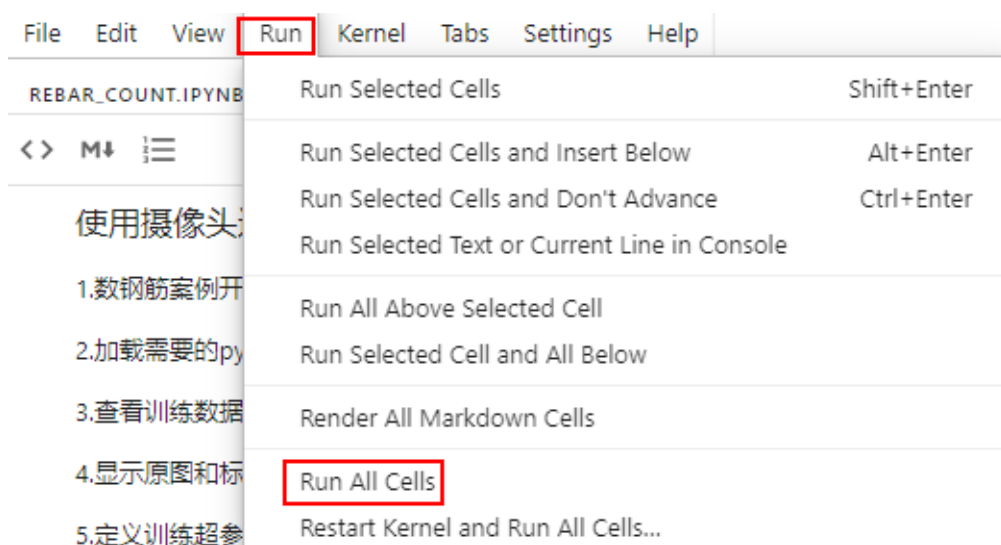 File Edit View Run Kernel Tabs Settings Help
REBAR_COUNT.IPYNB
Run Selected Cells Shift+Enter
Run Selected Cells and Insert Below Alt+Enter
Run Selected Cells and Don't Advance Ctrl+Enter
Run Selected Text or Current Line in Console
Run All Above Selected Cell
Run Selected Cell and All Below
Render All Markdown Cells
Run All Cells
Restart Kernel and Run All Cells...
<> M↓
使用摄像头
1.数钢筋案例开
2.加载需要的py
3.查看训练数据
4.显示原图和标
5.定义训练超参